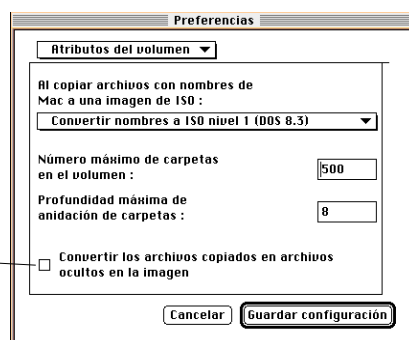 Preferencias
Atributos del volumen
Al copiar archivos con nombres de
Mac a una imagen de ISO :
Convertir nombres a ISO nivel 1 (DOS 8.3)
Número máximo de carpetas
en el volumen :
500
Profundidad máxima de
anidación de carpetas :
8
Convertir los archivos copiados en archivos
ocultos en la imagen
Cancelar
Guardar configuración